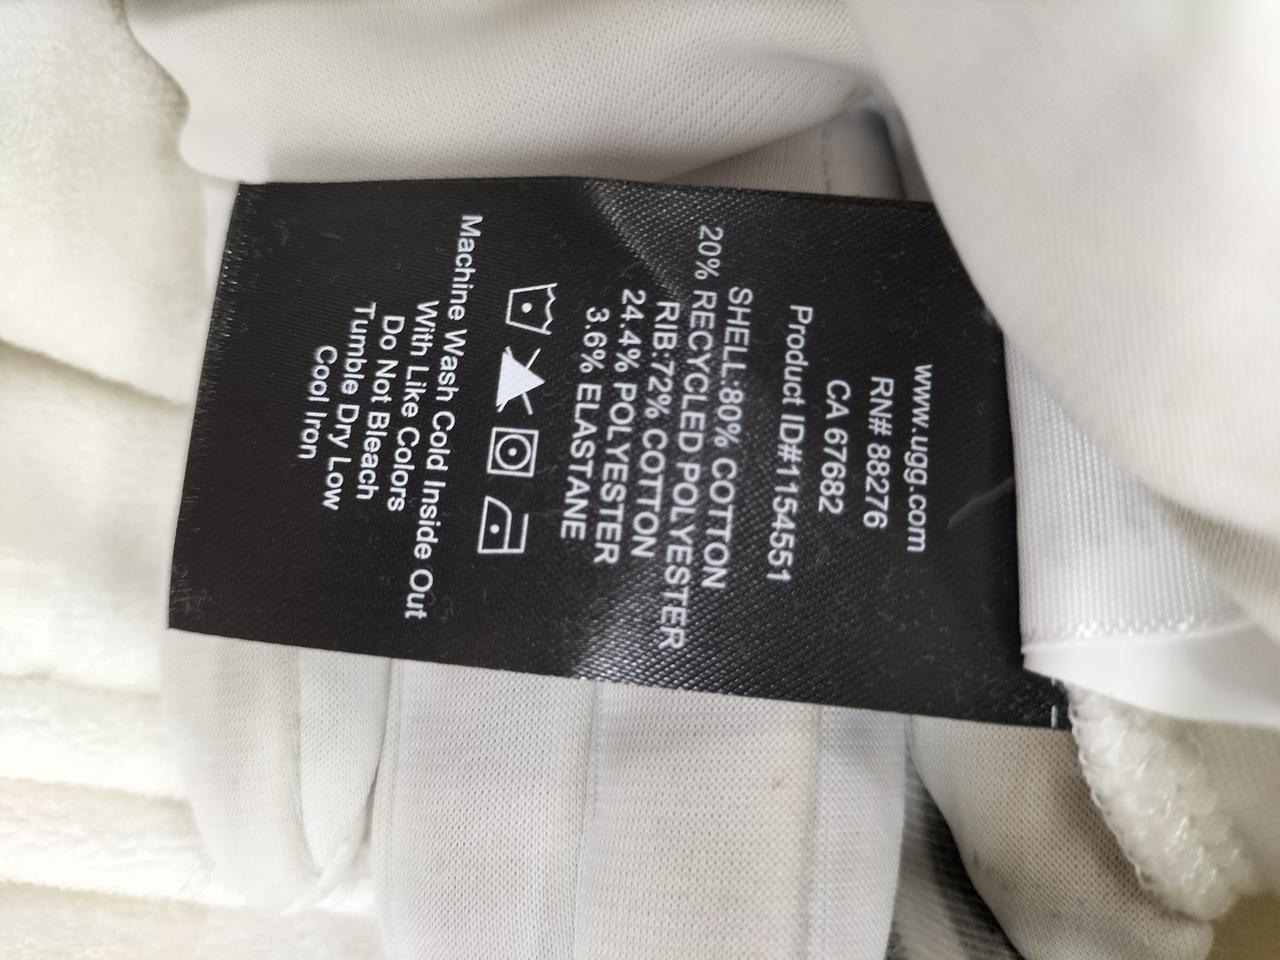 www.ugg.com
RN# 88276
CA 67682
Product ID#1154551
SHELL:80% COTTON
20% RECYCLED POLYESTER
RIB:72% COTTON
24.4% POLYESTER
3.6% ELASTANE
Machine Wash Cold Inside Out
With Like Colors
Do Not Bleach
Tumble Dry Low
Cool Iron